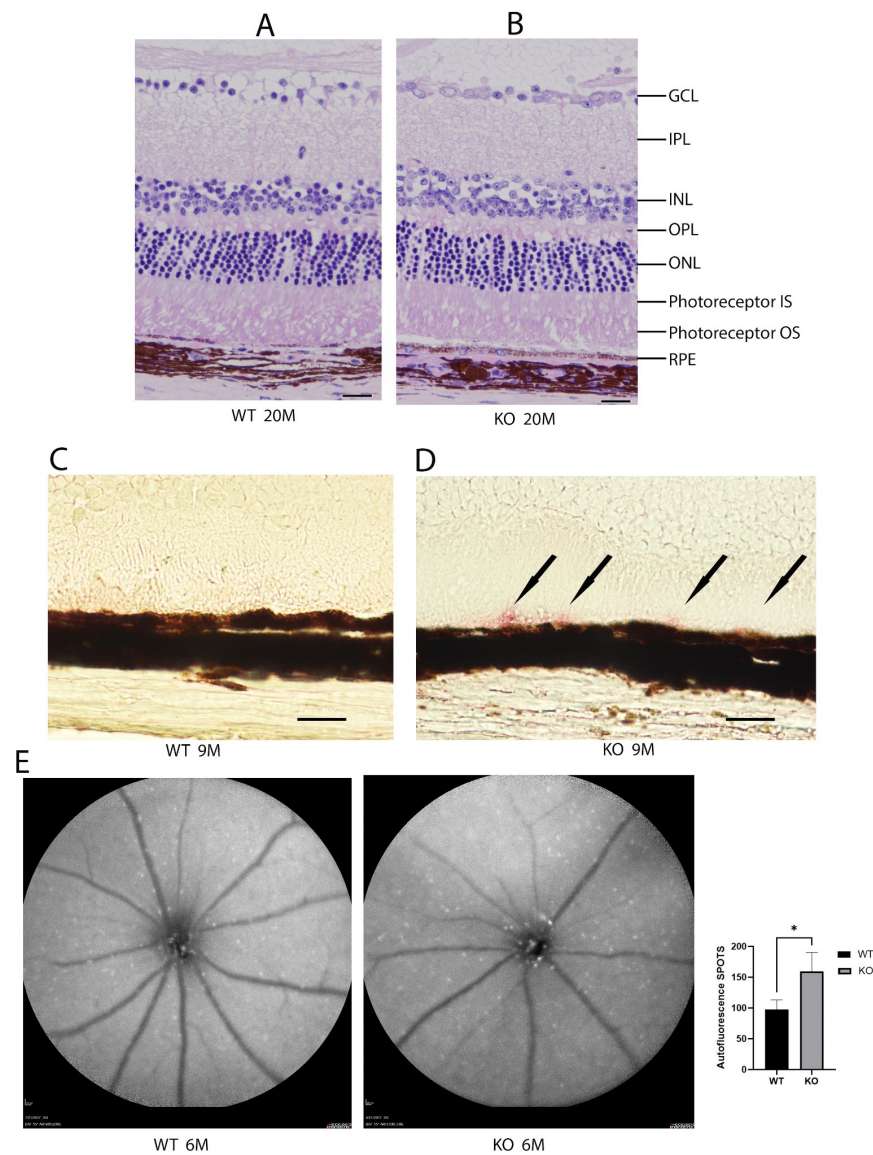 A
B
GCL
IPL
INL
OPL
ONL
Photoreceptor IS
Photoreceptor OS
RPE
WT 20M
KO 20M
C
D
WT 9M
KO 9M
E
200
150
100
50
0
Autofluorescence SPOTS
*
WT
KO
WT
KO
WT 6M
KO 6M